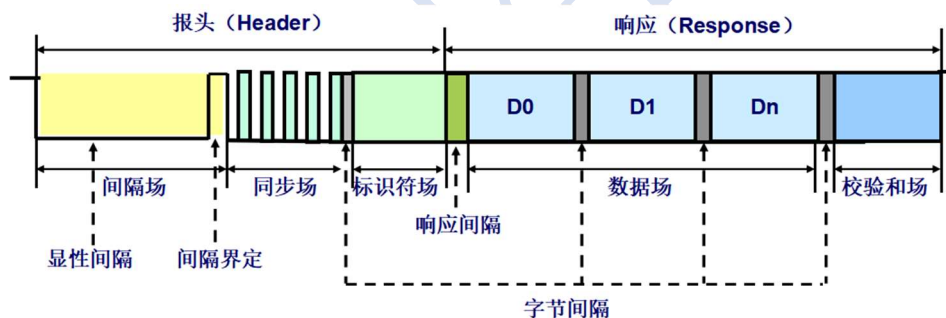 报头（Header） 响应（Response）
D0 D1 Dn
间隔场 同步场 标识符场 数据场 校验和场
响应间隔
显性间隔 间隔界定
字节间隔